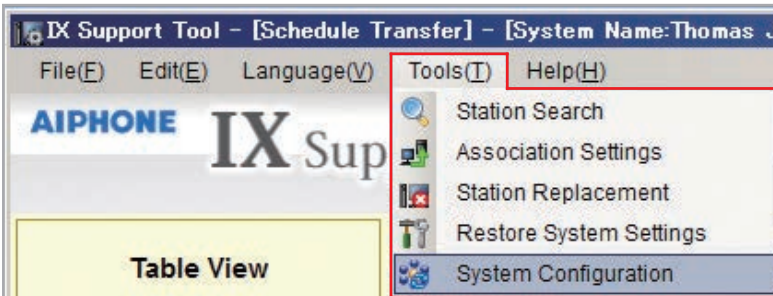 IX Support Tool - [Schedule Transfer] - [System Name:Thomas J
File(F) Edit(E) Language(V) Tools(T) Help(H)
AIPHONE IX Sup
Station Search
Association Settings
Station Replacement
Restore System Settings
Table View
System Configuration